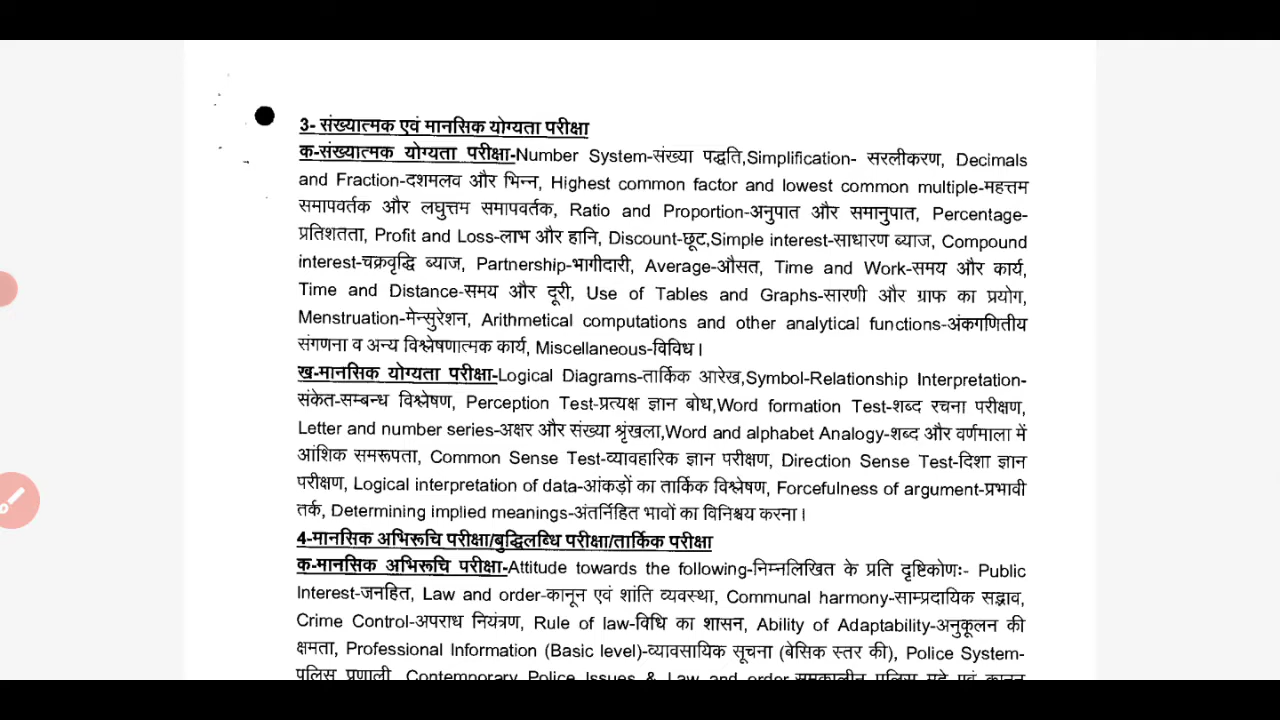 3- संख्यात्मक एवं मानसिक योग्यता परीक्षा
क-संख्यात्मक योग्यता परीक्षा-Number System-संख्या पद्धति,Simplification- सरलीकरण, Decimals
and Fraction-दशमलव और भिन्न, Highest common factor and lowest common multiple-महत्तम
समापवर्तक और लघुत्तम समापवर्तक, Ratio and Proportion-अनुपात और समानुपात, Percentage-
प्रतिशतता, Profit and Loss-लाभ और हानि, Discount-छूट,Simple interest-साधारण ब्याज, Compound
interest-चक्रवृद्धि ब्याज, Partnership-भागीदारी, Average-औसत, Time and Work-समय और कार्य,
Time and Distance-समय और दूरी, Use of Tables and Graphs-सारणी और ग्राफ का प्रयोग,
Menstruation-मेन्सुरेशन, Arithmetical computations and other analytical functions-अंकगणितीय
संगणना व अन्य विश्लेषणात्मक कार्य, Miscellaneous-विविध।
ख-मानसिक योग्यता परीक्षा-Logical Diagrams-तार्किक आरेख,Symbol-Relationship Interpretation-
संकेत-सम्बन्ध विश्लेषण, Perception Test-प्रत्यक्ष ज्ञान बोध,Word formation Test-शब्द रचना परीक्षण,
Letter and number series-अक्षर और संख्या श्रृंखला,Word and alphabet Analogy-शब्द और वर्णमाला में
आंशिक समरूपता, Common Sense Test-व्यावहारिक ज्ञान परीक्षण, Direction Sense Test-दिशा ज्ञान
परीक्षण, Logical interpretation of data-आंकड़ों का तार्किक विश्लेषण, Forcefulness of argument-प्रभावी
तर्क, Determining implied meanings-अंतर्निहित भावों का विनिश्चय करना।
4-मानसिक अभिरूचि परीक्षा/बुद्धिलब्धि परीक्षा/तार्किक परीक्षा
क-मानसिक अभिरूचि परीक्षा-Attitude towards the following-निम्नलिखित के प्रति दृष्टिकोणः- Public
Interest-जनहित, Law and order-कानून एवं शांति व्यवस्था, Communal harmony-साम्प्रदायिक सद्भाव,
Crime Control-अपराध नियंत्रण, Rule of law-विधि का शासन, Ability of Adaptability-अनुकूलन की
क्षमता, Professional Information (Basic level)-व्यावसायिक सूचना (बेसिक स्तर की), Police System-
पुलिस प्रणाली, Contemporary Police Issues & Law and order-समकालीन पुलिस मुद्दे एवं कानून